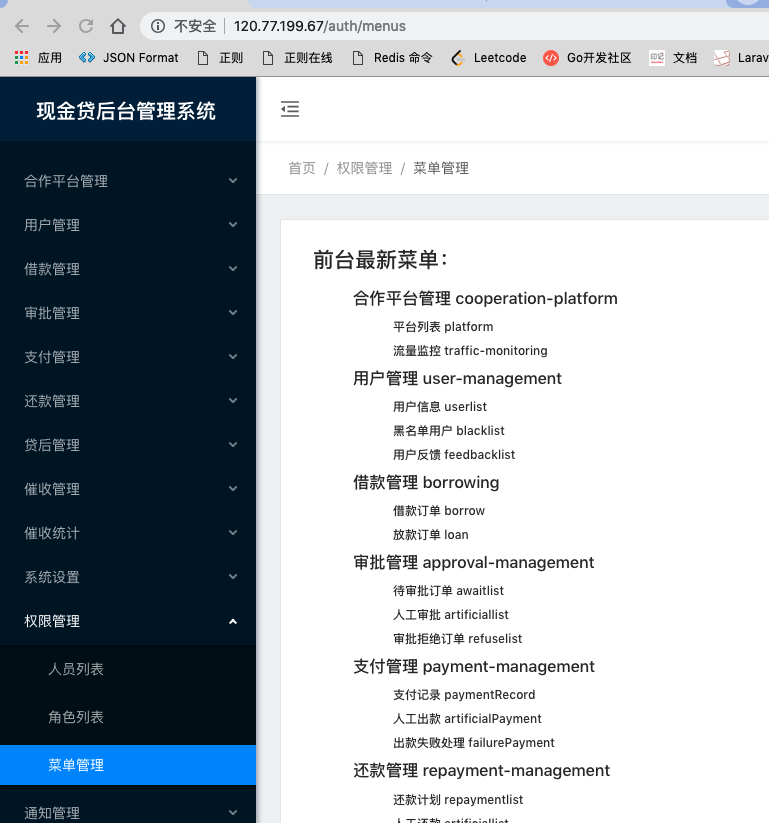 不安全 120.77.199.67/auth/menus
应用 JSON Format 正则 正则在线 Redis 命令 Leetcode Go开发社区 印记 文档 Larav
现金贷后台管理系统
合作平台管理
用户管理
借款管理
审批管理
支付管理
还款管理
贷后管理
催收管理
催收统计
系统设置
权限管理
人员列表
角色列表
菜单管理
通知管理
首页 / 权限管理 / 菜单管理
前台最新菜单：
合作平台管理 cooperation-platform
平台列表 platform
流量监控 traffic-monitoring
用户管理 user-management
用户信息 userlist
黑名单用户 blacklist
用户反馈 feedbacklist
借款管理 borrowing
借款订单 borrow
放款订单 loan
审批管理 approval-management
待审批订单 awaitlist
人工审批 artificiallist
审批拒绝订单 refuselist
支付管理 payment-management
支付记录 paymentRecord
人工出款 artificialPayment
出款失败处理 failurePayment
还款管理 repayment-management
还款计划 repaymentlist
人工还款 artificiallist